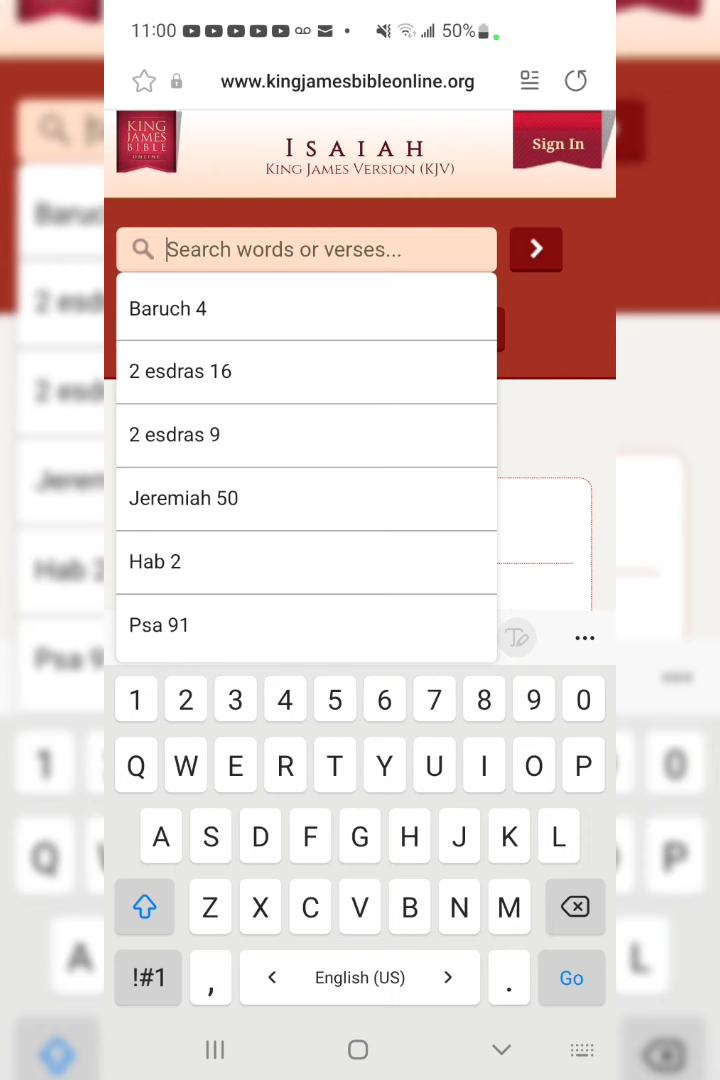 11:00 50%
www.kingjamesbibleonline.org
KING
JAMES
BIBLE
ONLINE
ISAIAH
KING JAMES VERSION (KJV)
Sign In
Search words or verses...
Baruch 4
2 esdras 16
2 esdras 9
Jeremiah 50
Hab 2
Psa 91
1 2 3 4 5 6 7 8 9 0
Q W E R T Y U I O P
A S D F G H J K L
Z X C V B N M
!#1 , < English (US) > . Go